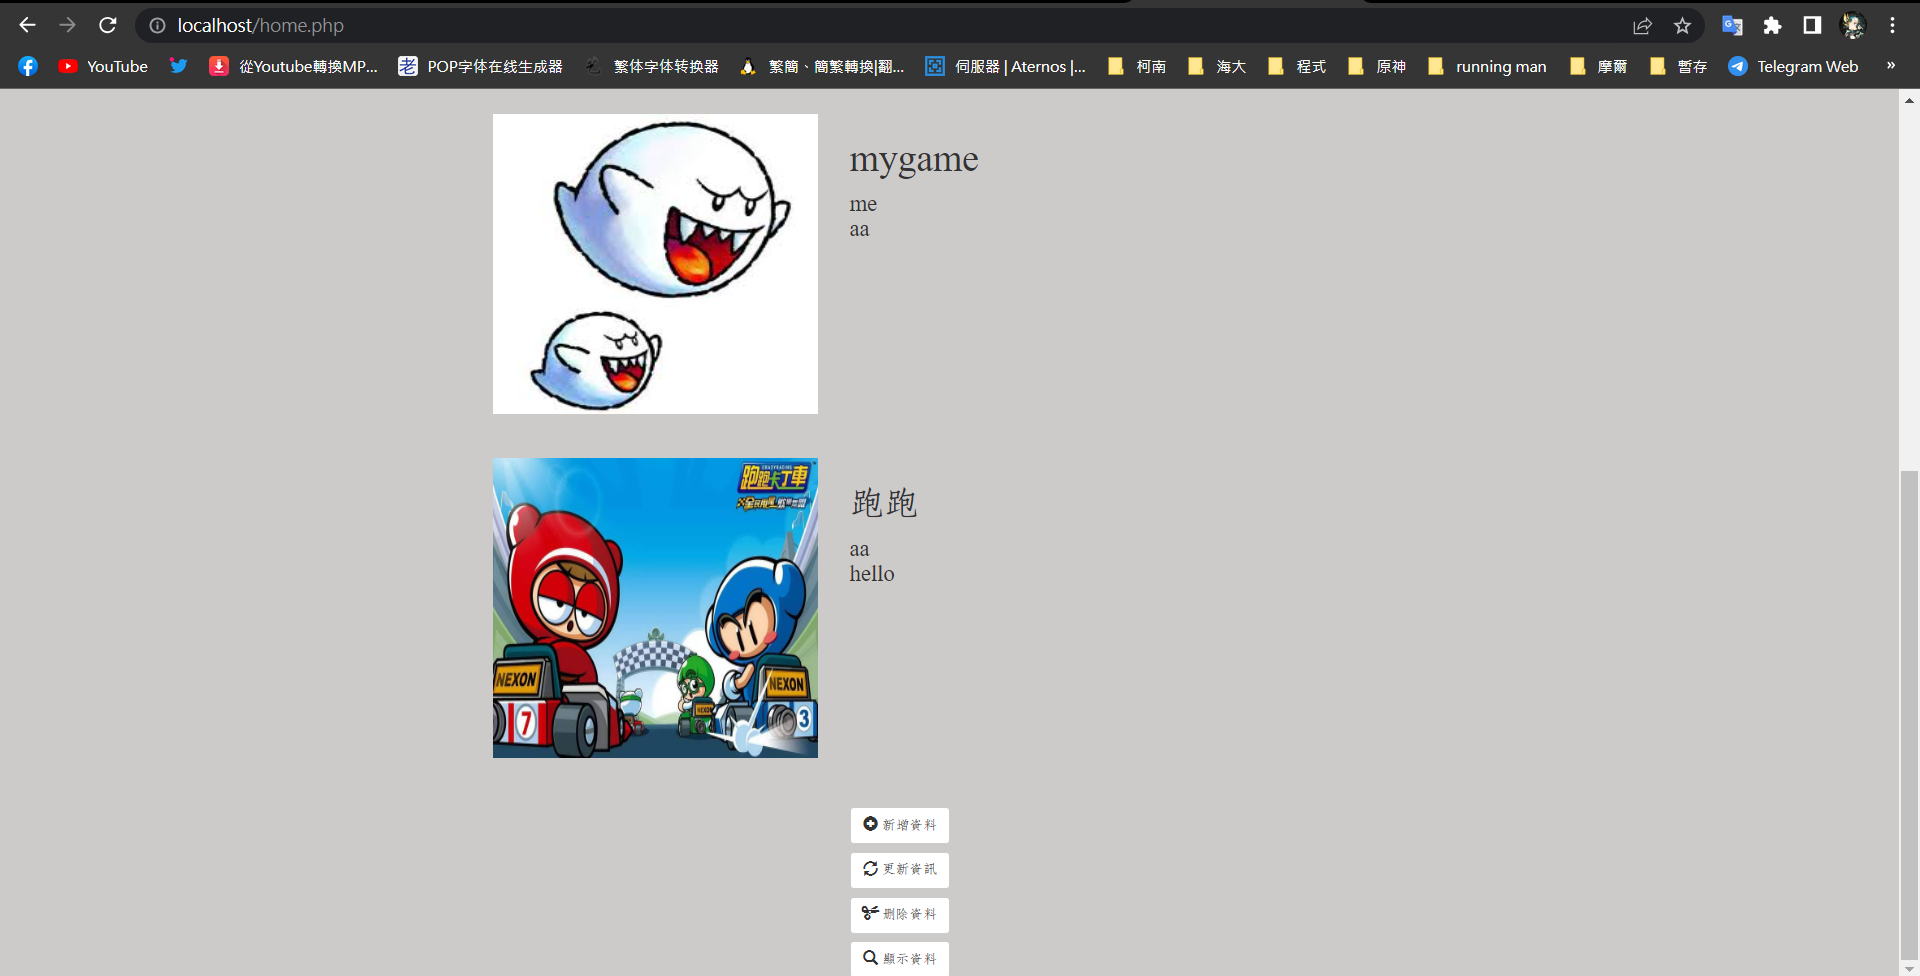 localhost/home.php
YouTube
從Youtube轉換MP...
老 POP字体在线生成器
繁体字体转换器
繁簡、簡繁轉換|翻...
伺服器 | Aternos |...
柯南
海大
程式
原神
running man
摩爾
暫存
Telegram Web
»
mygame
me
aa
跑跑卡丁車
跑跑
aa
hello
NEXON
NEXON
NEXON
7
3
新增資料
更新資訊
刪除資料
顯示資料